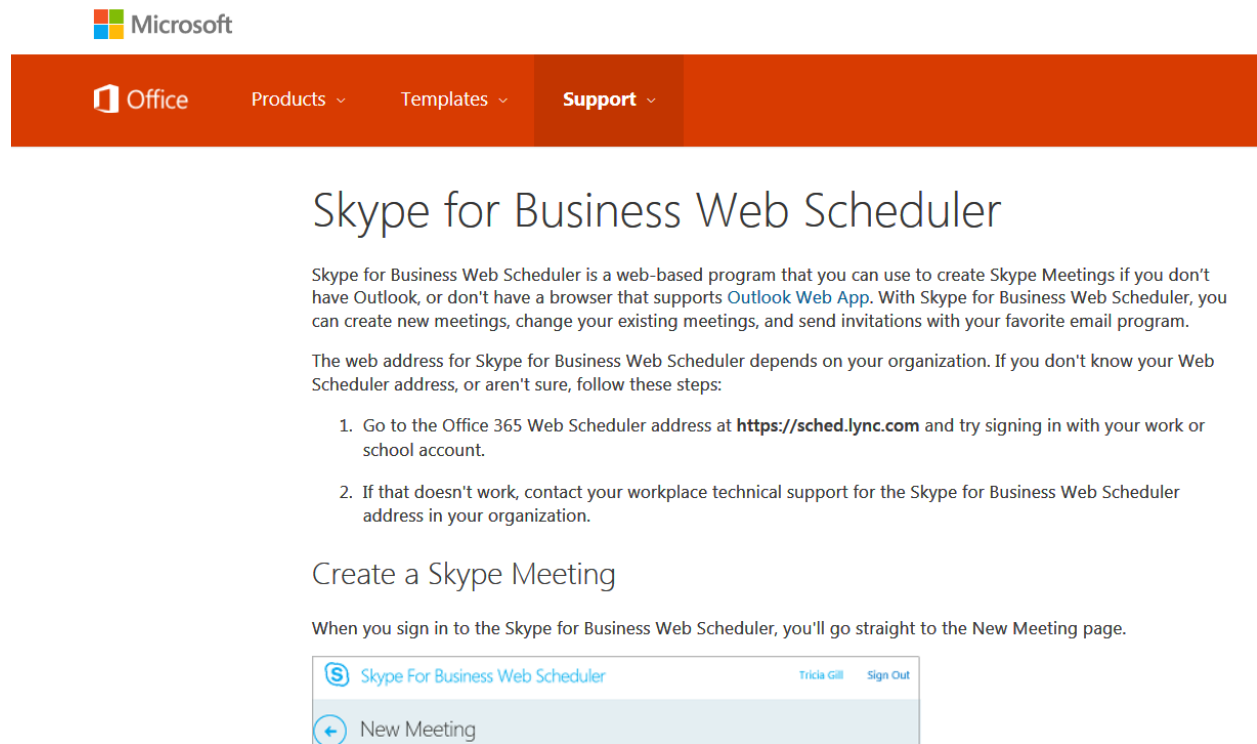 Microsoft
Office Products Templates Support
Skype for Business Web Scheduler
Skype for Business Web Scheduler is a web-based program that you can use to create Skype Meetings if you don't
have Outlook, or don't have a browser that supports Outlook Web App. With Skype for Business Web Scheduler, you
can create new meetings, change your existing meetings, and send invitations with your favorite email program.
The web address for Skype for Business Web Scheduler depends on your organization. If you don't know your Web
Scheduler address, or aren't sure, follow these steps:
1. Go to the Office 365 Web Scheduler address at https://sched.lync.com and try signing in with your work or
school account.
2. If that doesn't work, contact your workplace technical support for the Skype for Business Web Scheduler
address in your organization.
Create a Skype Meeting
When you sign in to the Skype for Business Web Scheduler, you'll go straight to the New Meeting page.
Skype For Business Web Scheduler Tricia Gill Sign Out
New Meeting